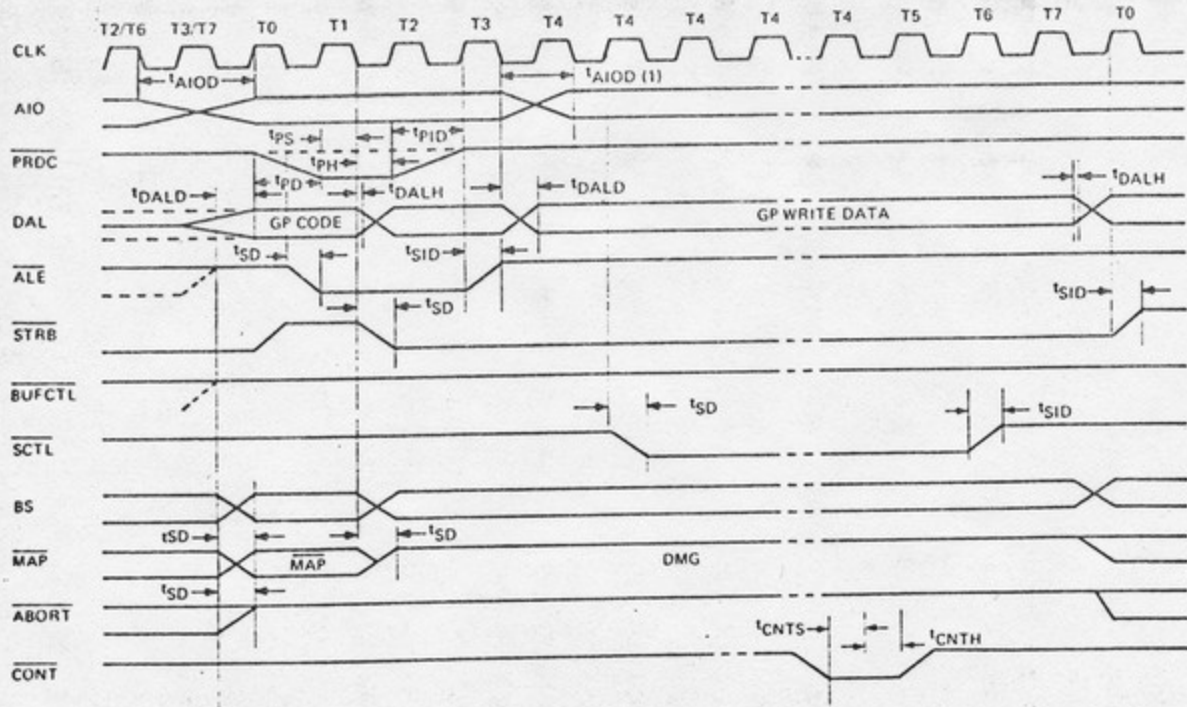 T2/T6 T3/T7 T0 T1 T2 T3 T4 T4 T4 T4 T4 T5 T6 T7 T0
CLK
tAIOD tAIOD (1)
AIO
tPS tPID
PRDC
tPH
tPD tDALH tDALD tDALH
tDALD
DAL GP CODE GP WRITE DATA
tSD tSID
ALE
tSD tSID
STRB
BUFCTL
tSD tSID
SCTL
BS
tSD tSD
MAP MAP DMG
tSD
ABORT
tCNTS tCNTH
CONT